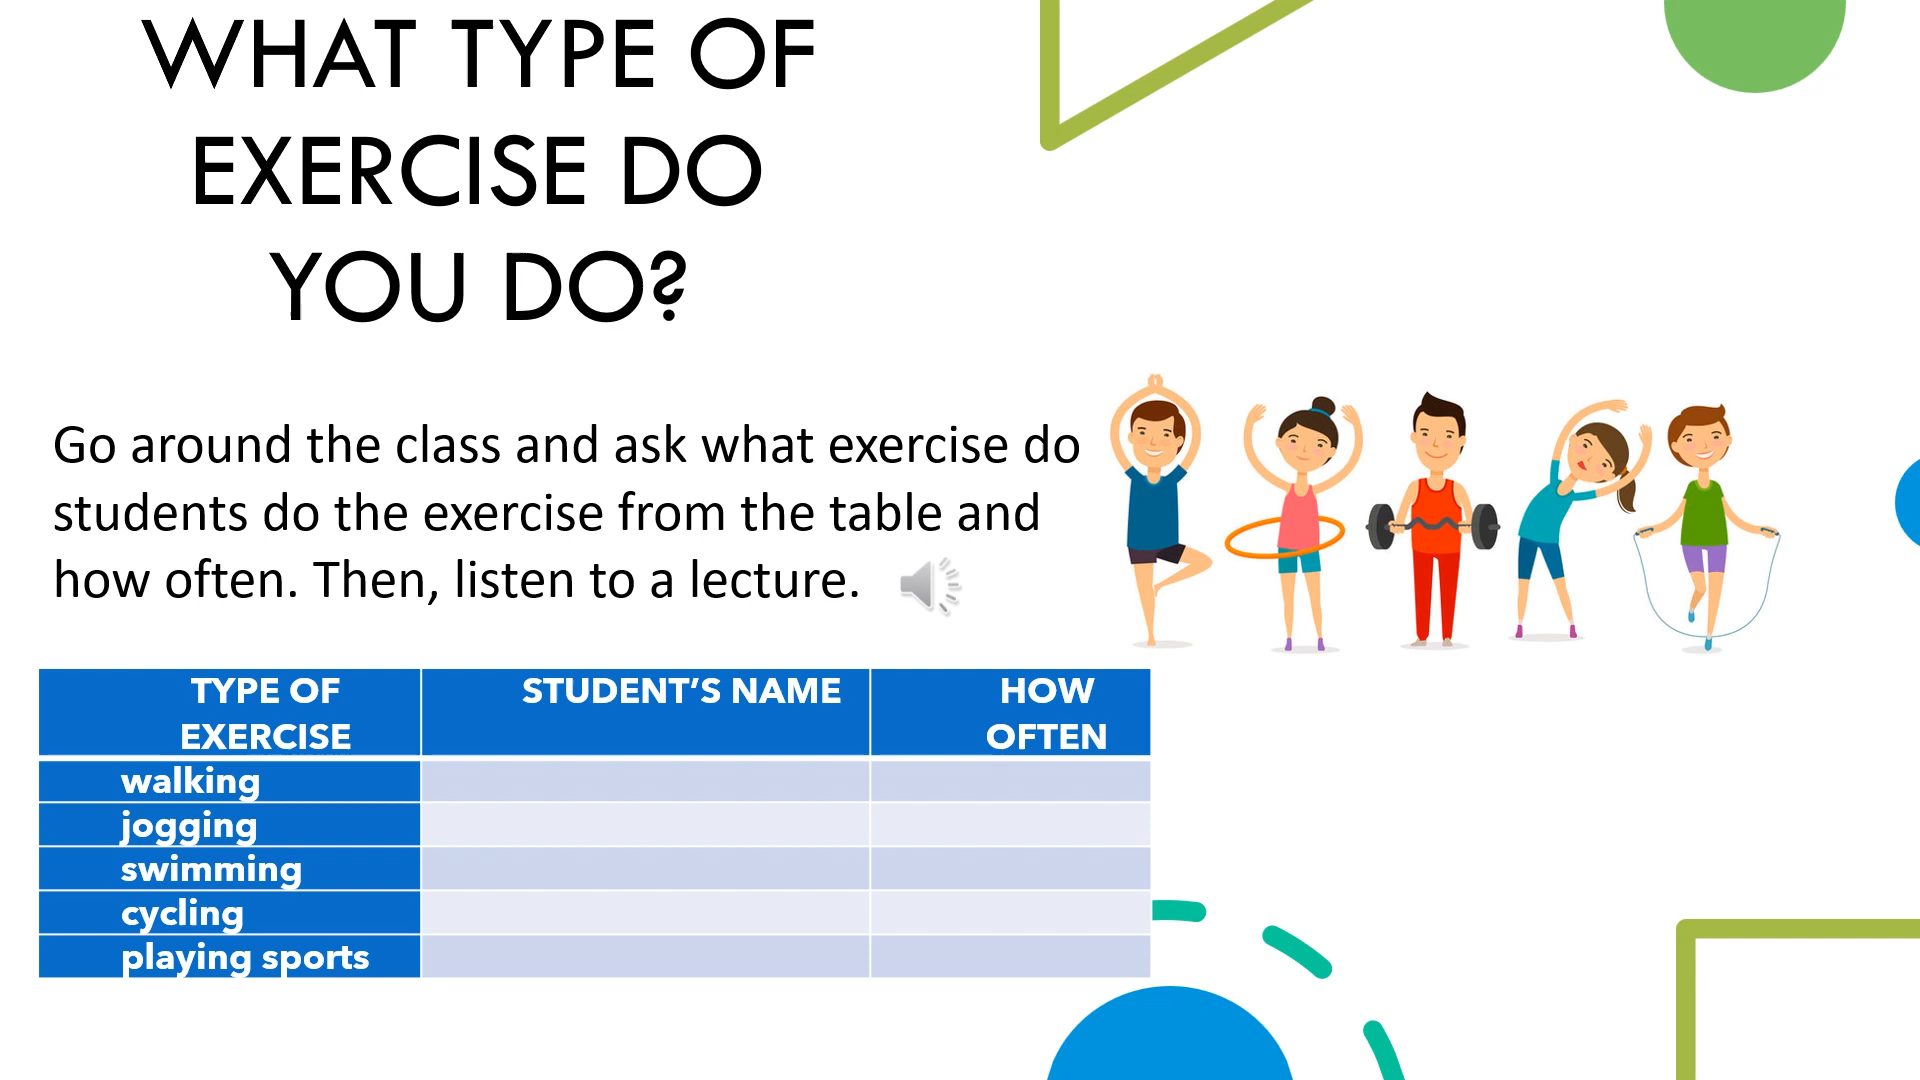 WHAT TYPE OF
EXERCISE DO
YOU DO?
Go around the class and ask what exercise do
students do the exercise from the table and
how often. Then, listen to a lecture.
TYPE OF
EXERCISE
STUDENT'S NAME
HOW
OFTEN
walking
jogging
swimming
cycling
playing sports